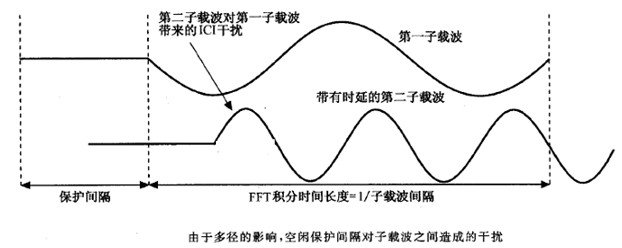 第二子载波对第一子载波
带来的ICI干扰
第一子载波
带有时延的第二子载波
保护间隔
FFT积分时间长度=1/子载波间隔
由于多径的影响,空闲保护间隔对子载波之间造成的干扰